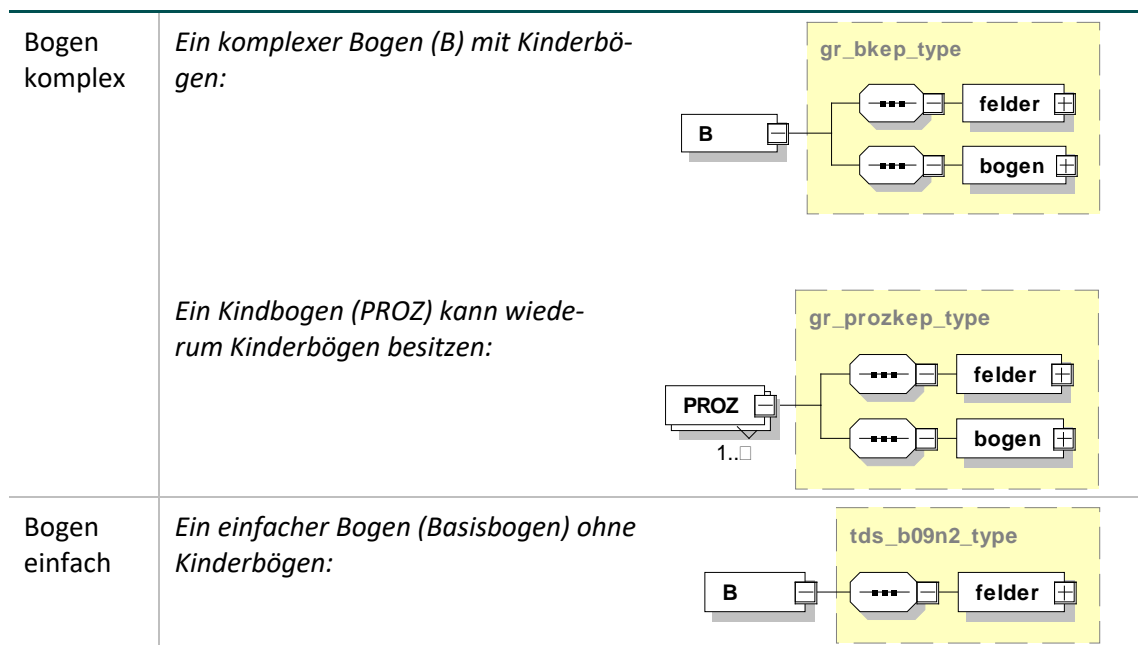 Bogen
komplex
Ein komplexer Bogen (B) mit Kinderbö-
gen:
gr_bkep_type
felder
B
bogen
Ein Kindbogen (PROZ) kann wiede-
rum Kinderbögen besitzen:
gr_prozkep_type
felder
PROZ
bogen
1..□
Bogen
einfach
Ein einfacher Bogen (Basisbogen) ohne
Kinderbögen:
tds_b09n2_type
B
felder